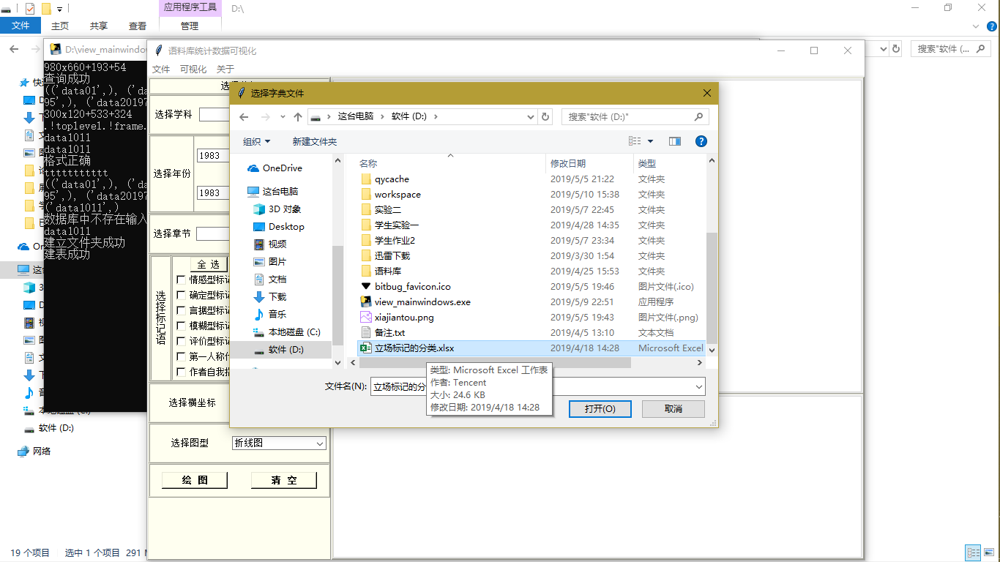 应用程序工具
D:\
文件
主页
共享
查看
管理
搜索"软件 (...
D:\view_mainwindow
980x660+193+54
查询成功
(('data01',), ('
95',), ('data20197
300x120+533+324
.!toplevel.!frame.
data1011
data1011
格式正确
ttttttttttt
(('data01',), ('
95',), ('data20197
('data1011',)
数据库中不存在输入
data1011
建立文件夹成功
建表成功
软件 (D:)
网络
19 个项目
选中 1 个项目
291
语料库统计数据可视化
文件
可视化
关于
选择学科
选择年份
1983
1983
选择章节
选择标记语
全 选
情感型标记
确定型标记
言据型标记
模糊型标记
评价型标记
第一人称
作者自我
选择横坐标
选择图型
折线图
绘 图
清 空
选择字典文件
这台电脑
软件 (D:)
搜索"软件 (D:)"
组织
新建文件夹
OneDrive
这台电脑
3D 对象
Desktop
视频
图片
文档
下载
音乐
本地磁盘 (C:)
软件 (D:)
名称 修改日期 类型
qycache 2019/5/5 21:22 文件夹
workspace 2019/5/10 15:38 文件夹
实验二 2019/5/7 22:45 文件夹
学生实验一 2019/4/28 14:35 文件夹
学生作业2 2019/5/7 23:34 文件夹
迅雷下载 2019/3/30 1:54 文件夹
语料库 2019/4/25 15:53 文件夹
bitbug_favicon.ico 2019/5/5 19:46 图片文件(.ico)
view_mainwindows.exe 2019/5/9 22:51 应用程序
xiajiantou.png 2019/5/5 19:43 图片文件(.png)
备注.txt 2019/4/5 13:10 文本文档
立场标记的分类.xlsx 2019/4/18 14:28 Microsoft Excel
文件名(N):
立场标记的分
类型: Microsoft Excel 工作表
作者: Tencent
大小: 24.6 KB
修改日期: 2019/4/18 14:28
打开(O)
取消